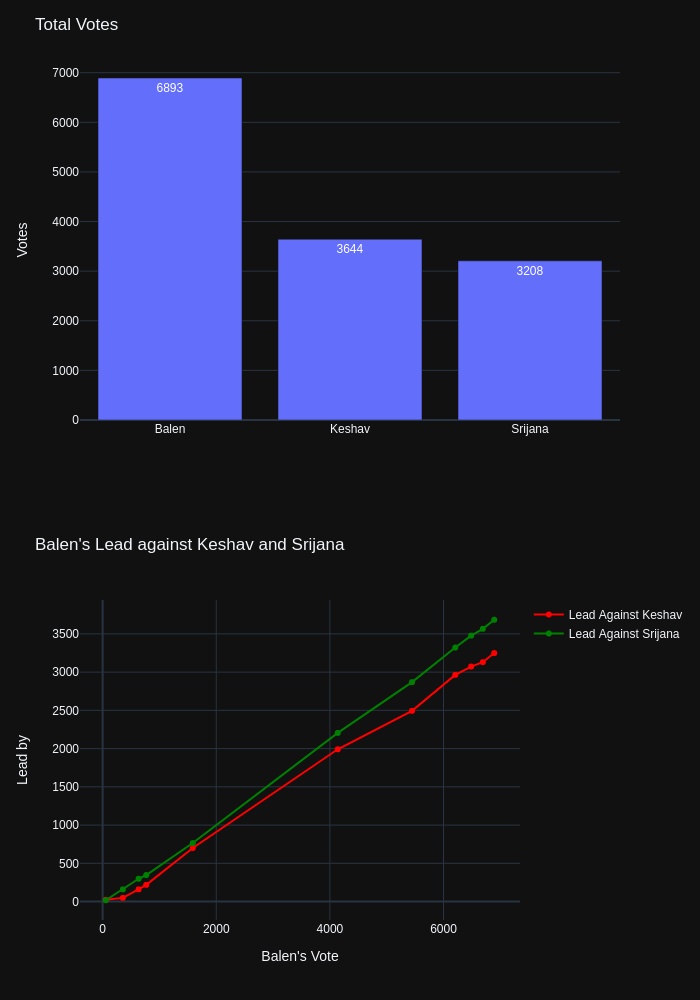 Total Votes
7000
6000
5000
4000
3000
2000
1000
0
Votes
6893
3644
3208
Balen
Keshav
Srijana
Balen's Lead against Keshav and Srijana
3500
3000
2500
2000
1500
1000
500
0
Lead by
0
2000
4000
6000
Balen's Vote
Lead Against Keshav
Lead Against Srijana